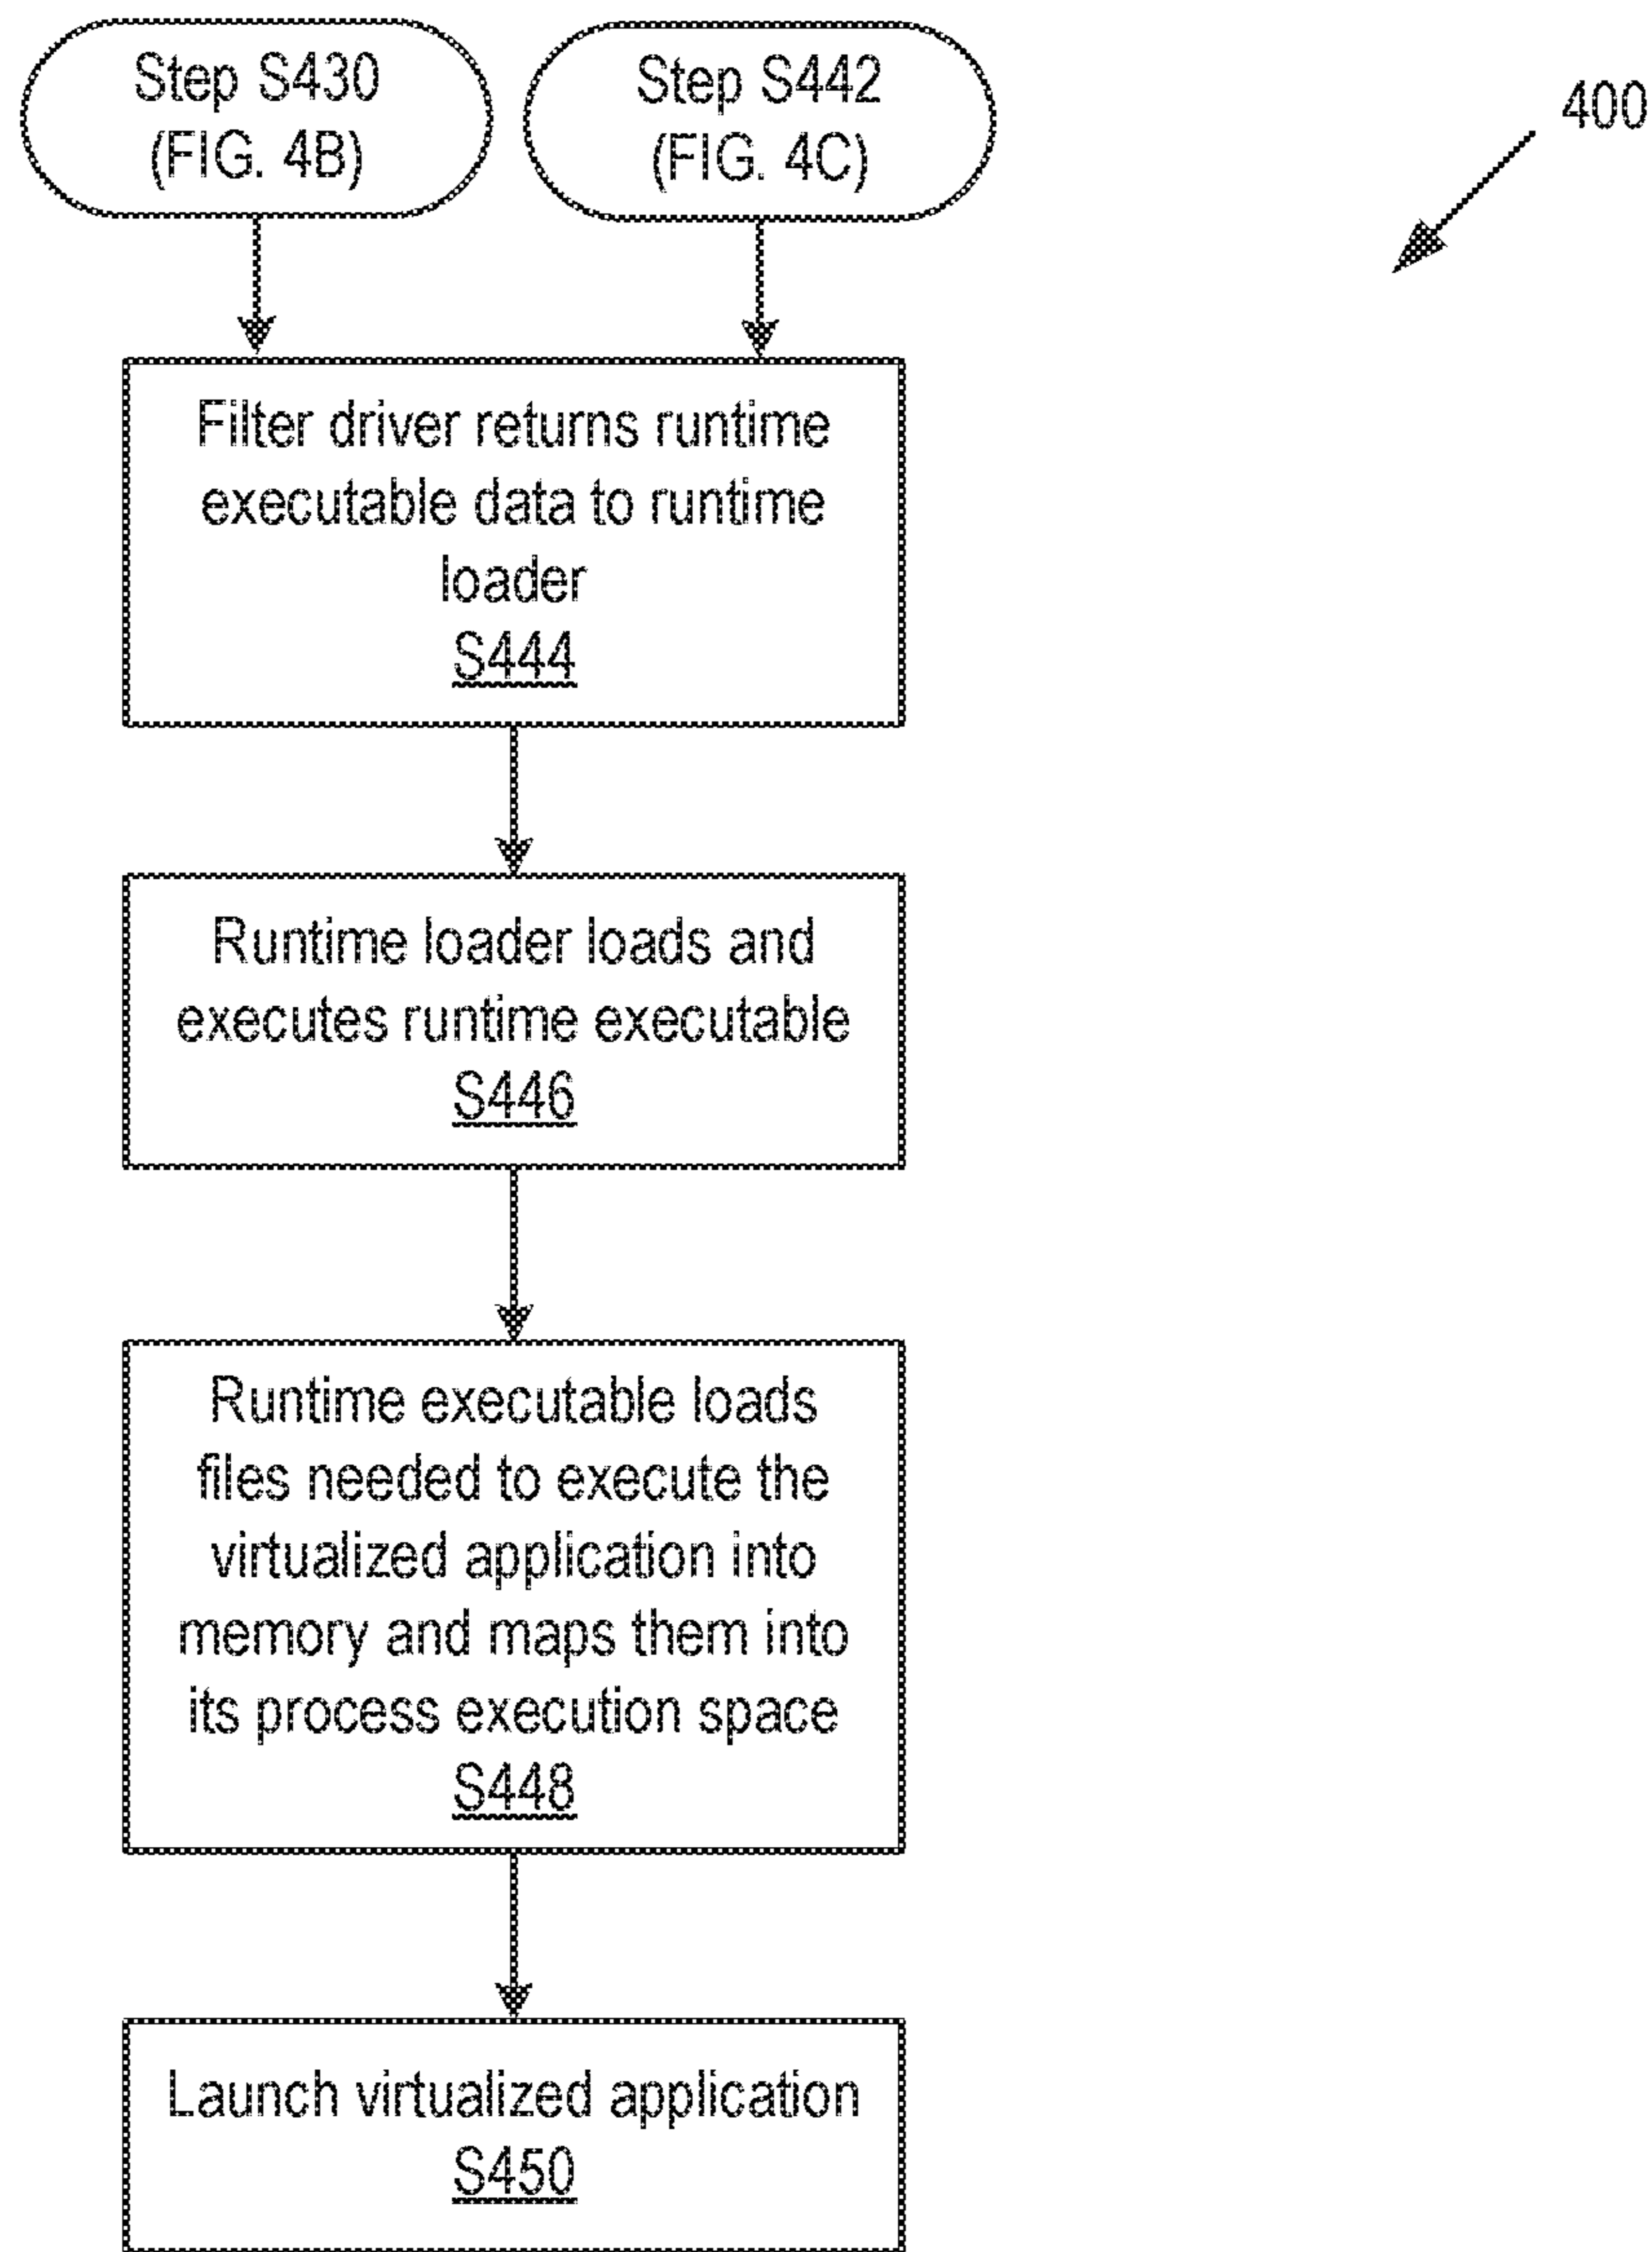 Step S430
(FIG. 4B)
Step S442
(FIG. 4C)
400
Filter driver returns runtime
executable data to runtime
loader
S444
Runtime loader loads and
executes runtime executable
S446
Runtime executable loads
files needed to execute the
virtualized application into
memory and maps them into
its process execution space
S448
Launch virtualized application
S450